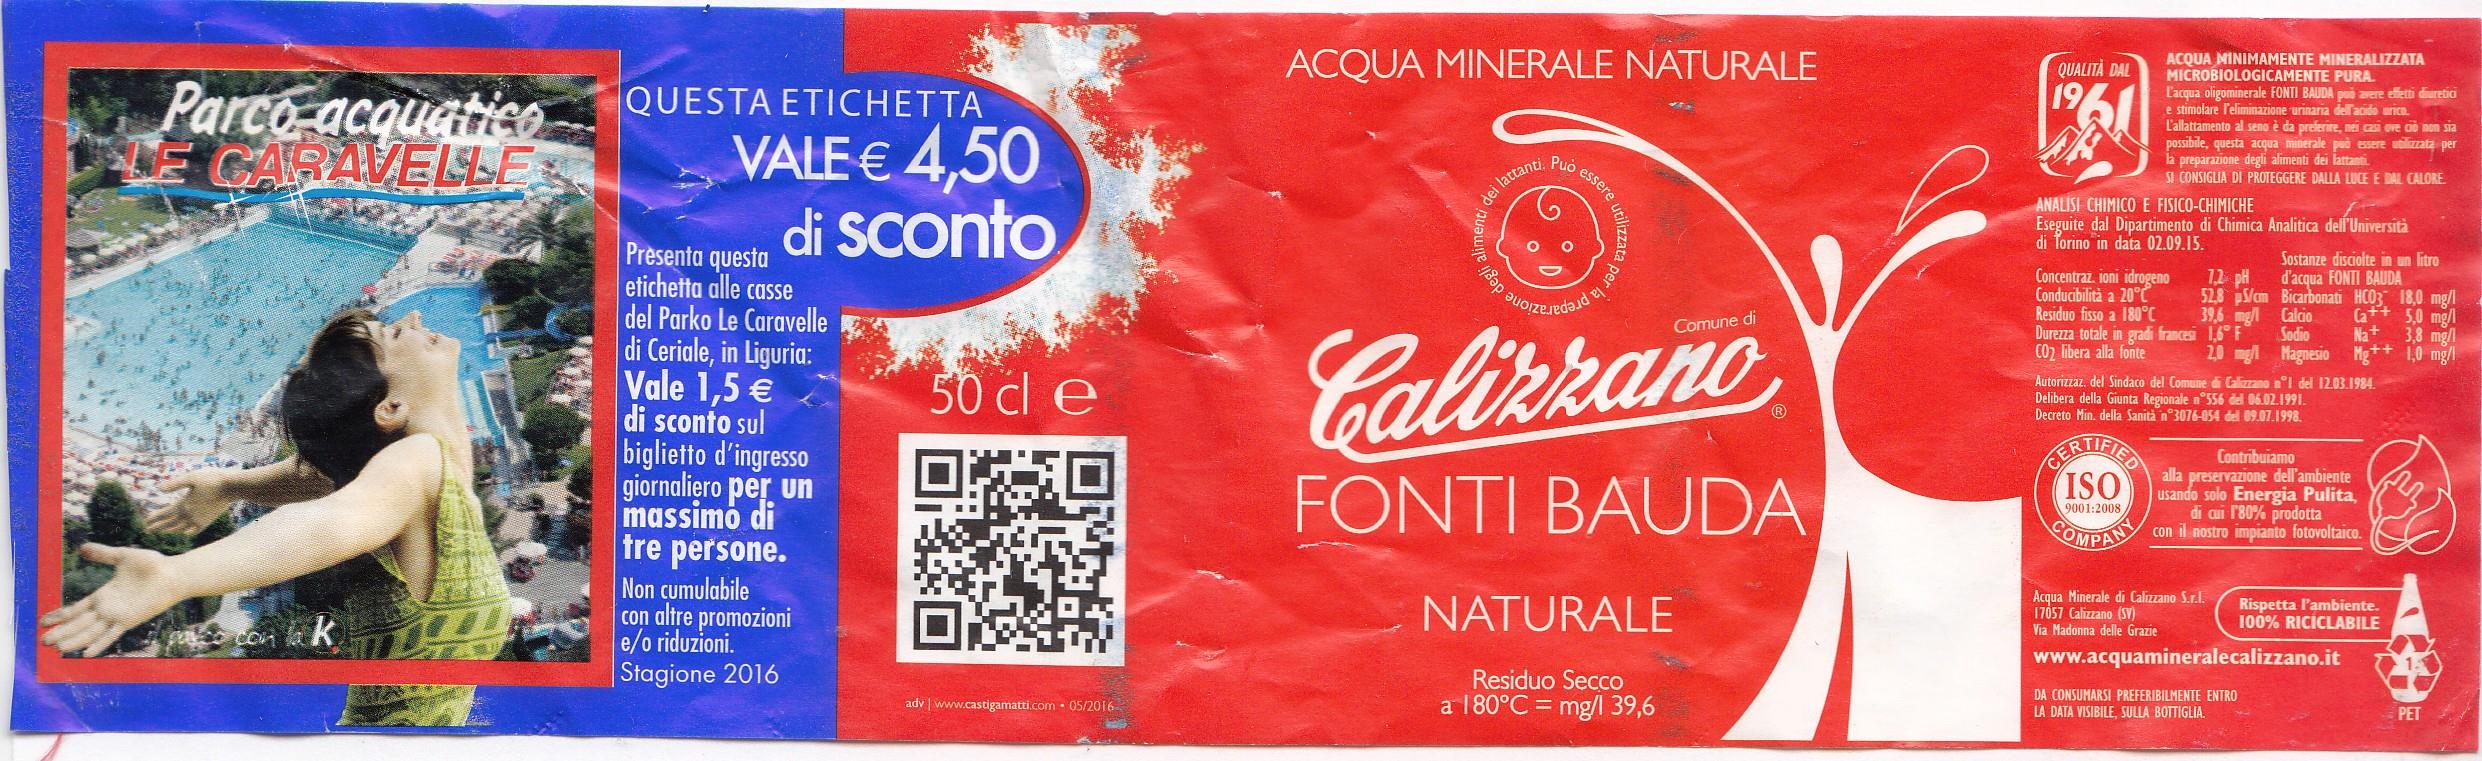 Parco acquatico
LE CARAVELLE
il parco con la K
QUESTA ETICHETTA
VALE € 4,50
di sconto
Presenta questa
etichetta alle casse
del Parko Le Caravelle
di Ceriale, in Liguria:
Vale 1,5 €
di sconto sul
biglietto d'ingresso
giornaliero per un
massimo di
tre persone.
Non cumulabile
con altre promozioni
e/o riduzioni.
Stagione 2016
50 cl e
adv | www.castigamatti.com • 05/2016
ACQUA MINERALE NATURALE
Può essere utilizzata per la preparazione degli alimenti dei lattanti.
Comune di
Calizzano ®
FONTI BAUDA
NATURALE
Residuo Secco
a 180°C = mg/l 39,6
QUALITÀ DAL
1961
ACQUA MINIMAMENTE MINERALIZZATA
MICROBIOLOGICAMENTE PURA.
L'acqua oligominerale FONTI BAUDA può avere effetti diuretici
e stimolare l'eliminazione urinaria dell'acido urico.
L'allattamento al seno è da preferire, nei casi ove ciò non sia
possibile, questa acqua minerale può essere utilizzata per
la preparazione degli alimenti dei lattanti.
SI CONSIGLIA DI PROTEGGERE DALLA LUCE E DAL CALORE.
ANALISI CHIMICO E FISICO-CHIMICHE
Eseguite dal Dipartimento di Chimica Analitica dell'Università
di Torino in data 02.09.15.
Concentraz. ioni idrogeno 7,2 pH
Conducibilità a 20°C 52,8 µS/cm
Residuo fisso a 180°C 39,6 mg/l
Durezza totale in gradi francesi 1,6° F
CO2 libera alla fonte 2,0 mg/l
Sostanze disciolte in un litro
d'acqua FONTI BAUDA
Bicarbonati HCO3- 18,0 mg/l
Calcio Ca++ 5,0 mg/l
Sodio Na+ 3,8 mg/l
Magnesio Mg++ 1,0 mg/l
Autorizzaz. del Sindaco del Comune di Calizzano n°1 del 12.03.1984.
Delibera della Giunta Regionale n°556 del 06.02.1991.
Decreto Min. della Sanità n°3076-054 del 09.07.1998.
CERTIFIED
ISO
9001:2008
COMPANY
Contribuiamo
alla preservazione dell'ambiente
usando solo Energia Pulita,
di cui l'80% prodotta
con il nostro impianto fotovoltaico.
Acqua Minerale di Calizzano S.r.l.
17057 Calizzano (SV)
Via Madonna delle Grazie
www.acquamineralecalizzano.it
Rispetta l'ambiente.
100% RICICLABILE
1
PET
DA CONSUMARSI PREFERIBILMENTE ENTRO
LA DATA VISIBILE, SULLA BOTTIGLIA.